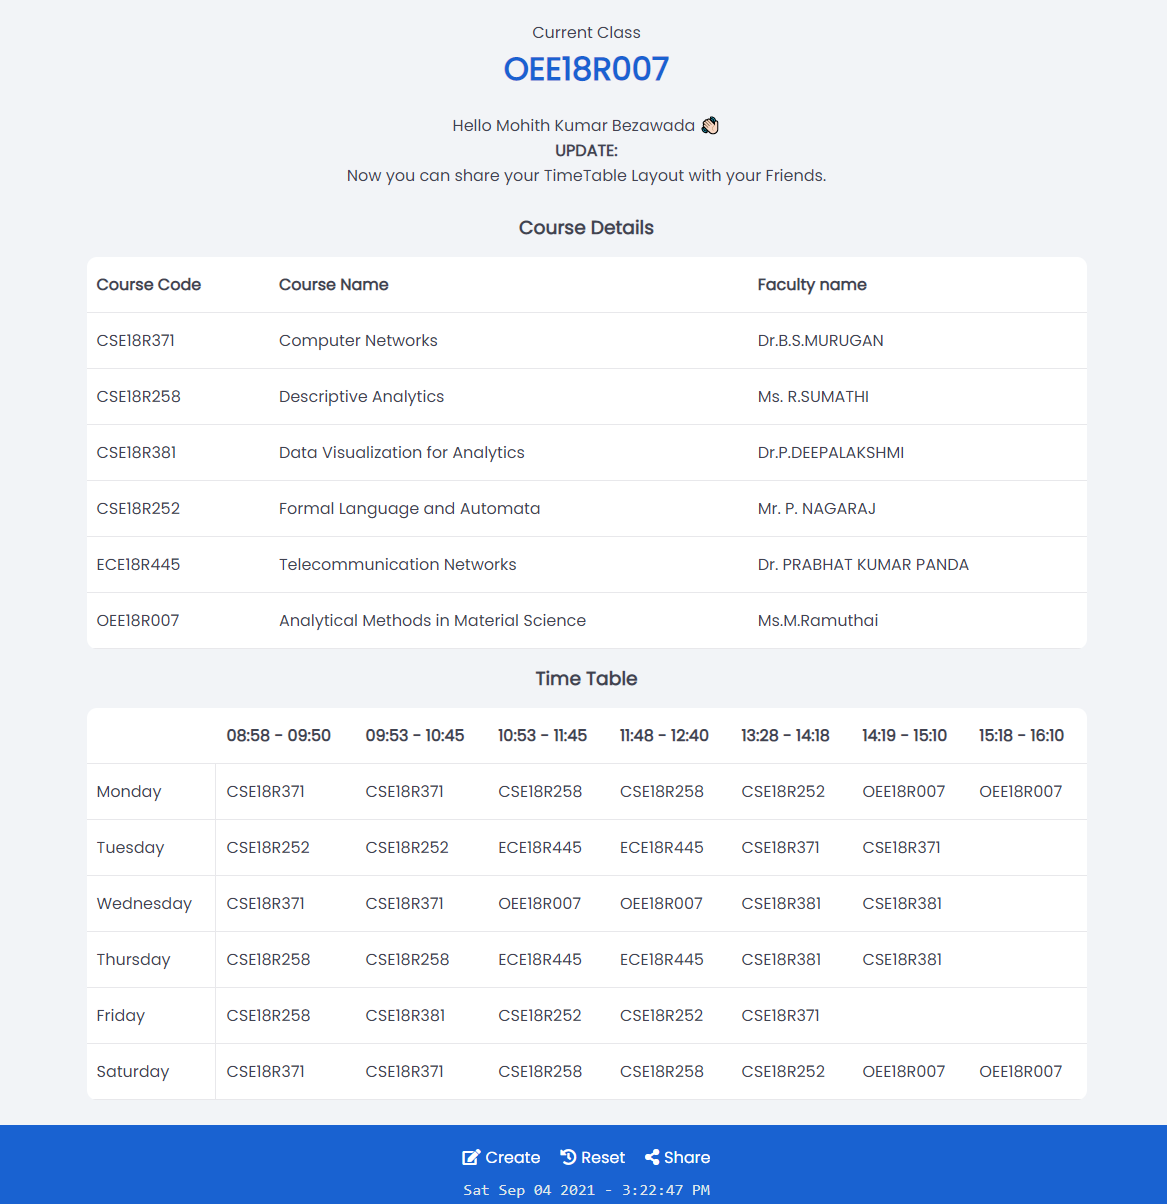 Current Class
OEE18R007
Hello Mohith Kumar Bezawada 👋🏻
UPDATE:
Now you can share your TimeTable Layout with your Friends.
Course Details
Course Code Course Name Faculty name
CSE18R371 Computer Networks Dr.B.S.MURUGAN
CSE18R258 Descriptive Analytics Ms. R.SUMATHI
CSE18R381 Data Visualization for Analytics Dr.P.DEEPALAKSHMI
CSE18R252 Formal Language and Automata Mr. P. NAGARAJ
ECE18R445 Telecommunication Networks Dr. PRABHAT KUMAR PANDA
OEE18R007 Analytical Methods in Material Science Ms.M.Ramuthai
Time Table
08:58 - 09:50 09:53 - 10:45 10:53 - 11:45 11:48 - 12:40 13:28 - 14:18 14:19 - 15:10 15:18 - 16:10
Monday CSE18R371 CSE18R371 CSE18R258 CSE18R258 CSE18R252 OEE18R007 OEE18R007
Tuesday CSE18R252 CSE18R252 ECE18R445 ECE18R445 CSE18R371 CSE18R371
Wednesday CSE18R371 CSE18R371 OEE18R007 OEE18R007 CSE18R381 CSE18R381
Thursday CSE18R258 CSE18R258 ECE18R445 ECE18R445 CSE18R381 CSE18R381
Friday CSE18R258 CSE18R381 CSE18R252 CSE18R252 CSE18R371
Saturday CSE18R371 CSE18R371 CSE18R258 CSE18R258 CSE18R252 OEE18R007 OEE18R007
Create Reset Share
Sat Sep 04 2021 - 3:22:47 PM